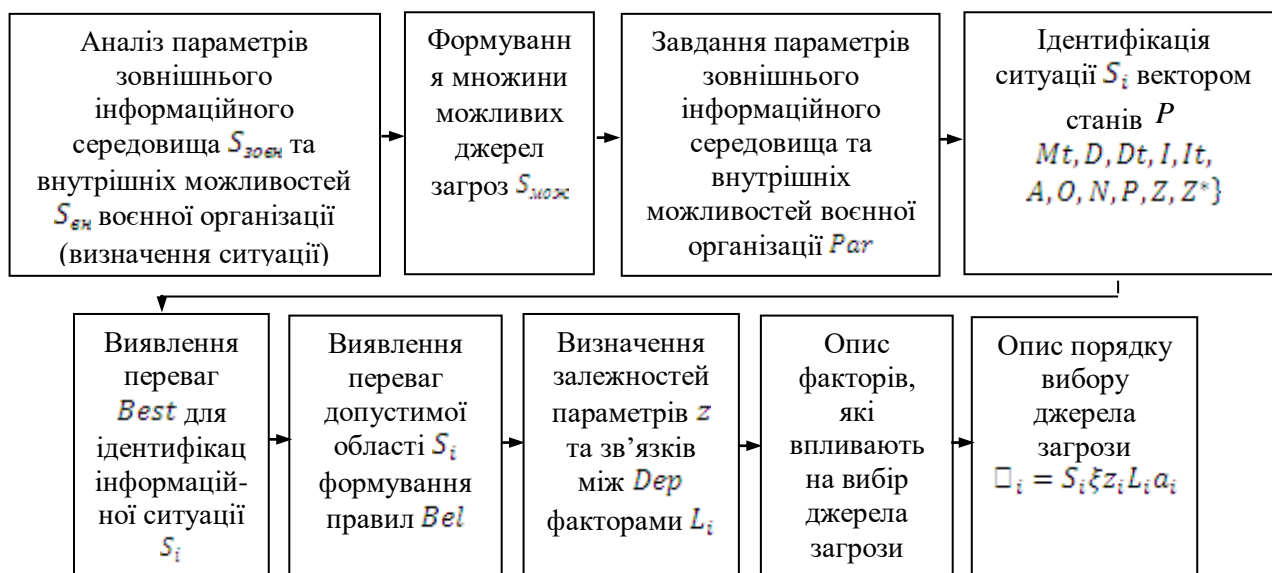 Аналіз параметрів
зовнішнього
інформаційного
середовища S_зоєн та
внутрішніх можливостей
S_єн воєнної організації
(визначення ситуації)
Формуванн
я множини
можливих
джерел
загроз S_мож
Завдання параметрів
зовнішнього
інформаційного
середовища та
внутрішніх
можливостей воєнної
організації Par
Ідентифікація
ситуації S_i вектором
станів P
Mt, D, Dt, I, It,
A, O, N, P, Z, Z*}
Виявлення
переваг
Best для
ідентифікац
інформацій-
ної ситуації
S_i
Виявлення
переваг
допустимої
області S_i
формування
правил Bel
Визначення
залежностей
параметрів z
та зв’язків
між Dep
факторами L_i
Опис
факторів,
які
впливають
на вибір
джерела
загрози
Опис порядку
вибору
джерела
загрози
□_i = S_i ξ z_i L_i a_i